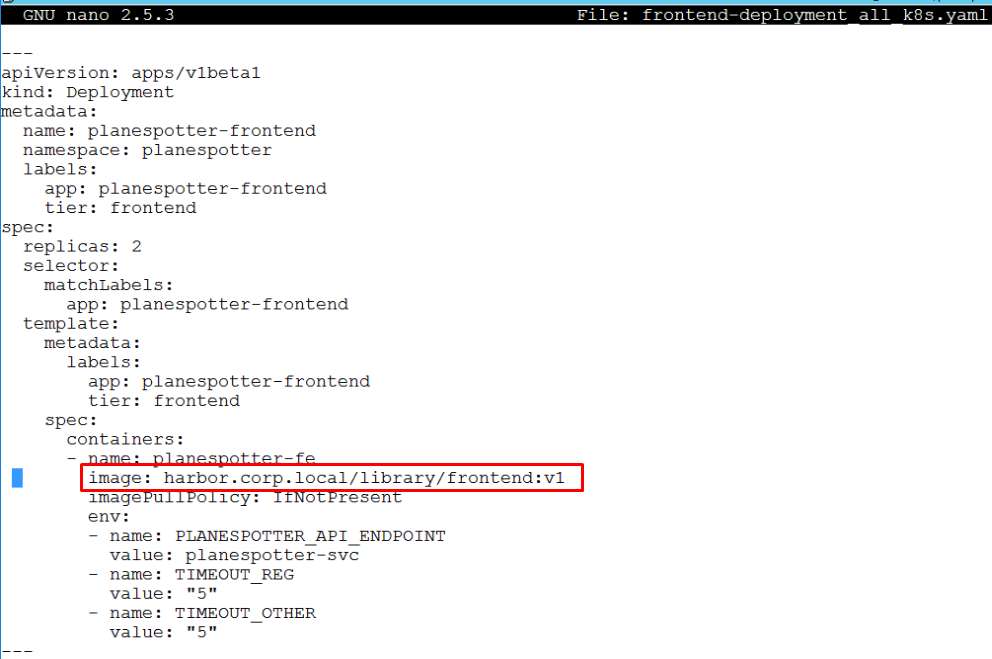 GNU nano 2.5.3 File: frontend-deployment_all_k8s.yaml
---
apiVersion: apps/v1beta1
kind: Deployment
metadata:
  name: planespotter-frontend
  namespace: planespotter
  labels:
    app: planespotter-frontend
    tier: frontend
spec:
  replicas: 2
  selector:
    matchLabels:
      app: planespotter-frontend
  template:
    metadata:
      labels:
        app: planespotter-frontend
        tier: frontend
    spec:
      containers:
      - name: planespotter-fe
        image: harbor.corp.local/library/frontend:v1
        imagePullPolicy: IfNotPresent
        env:
        - name: PLANESPOTTER_API_ENDPOINT
          value: planespotter-svc
        - name: TIMEOUT_REG
          value: "5"
        - name: TIMEOUT_OTHER
          value: "5"
---